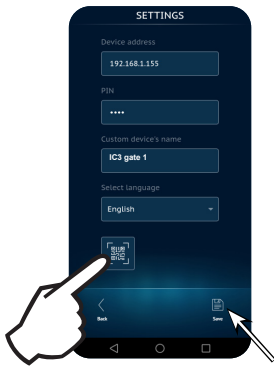 SETTINGS
Device address
192.168.1.155
PIN
••••
Custom device's name
IC3 gate 1
Select language
English
Back
Save